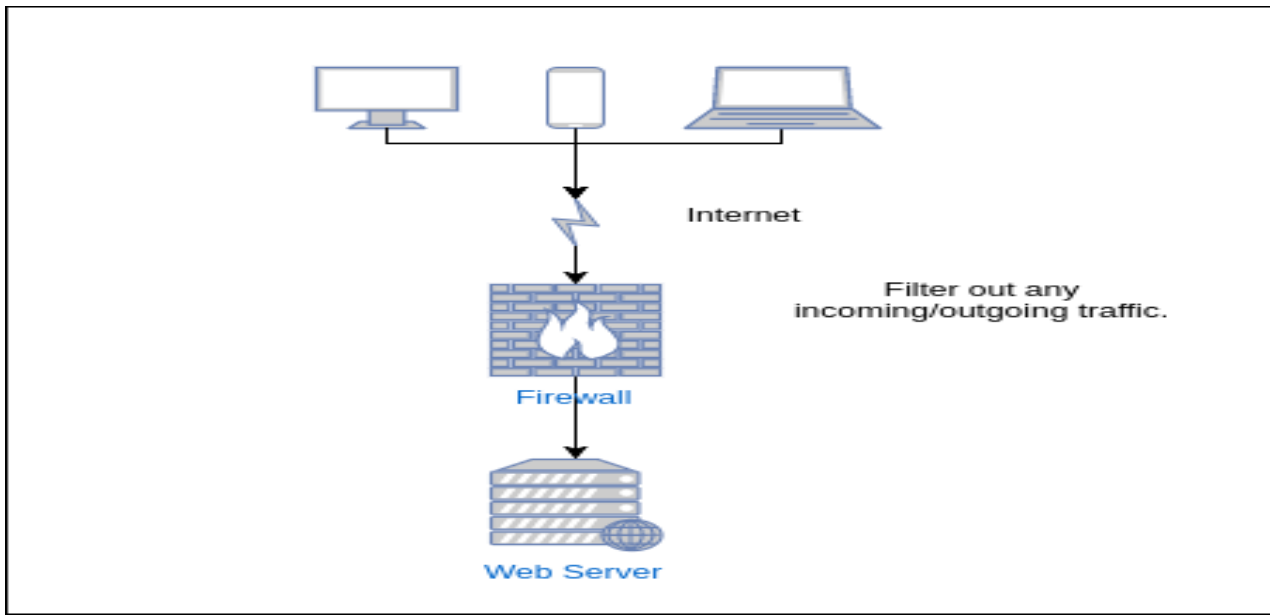 Internet
Filter out any
incoming/outgoing traffic.
Firewall
Web Server